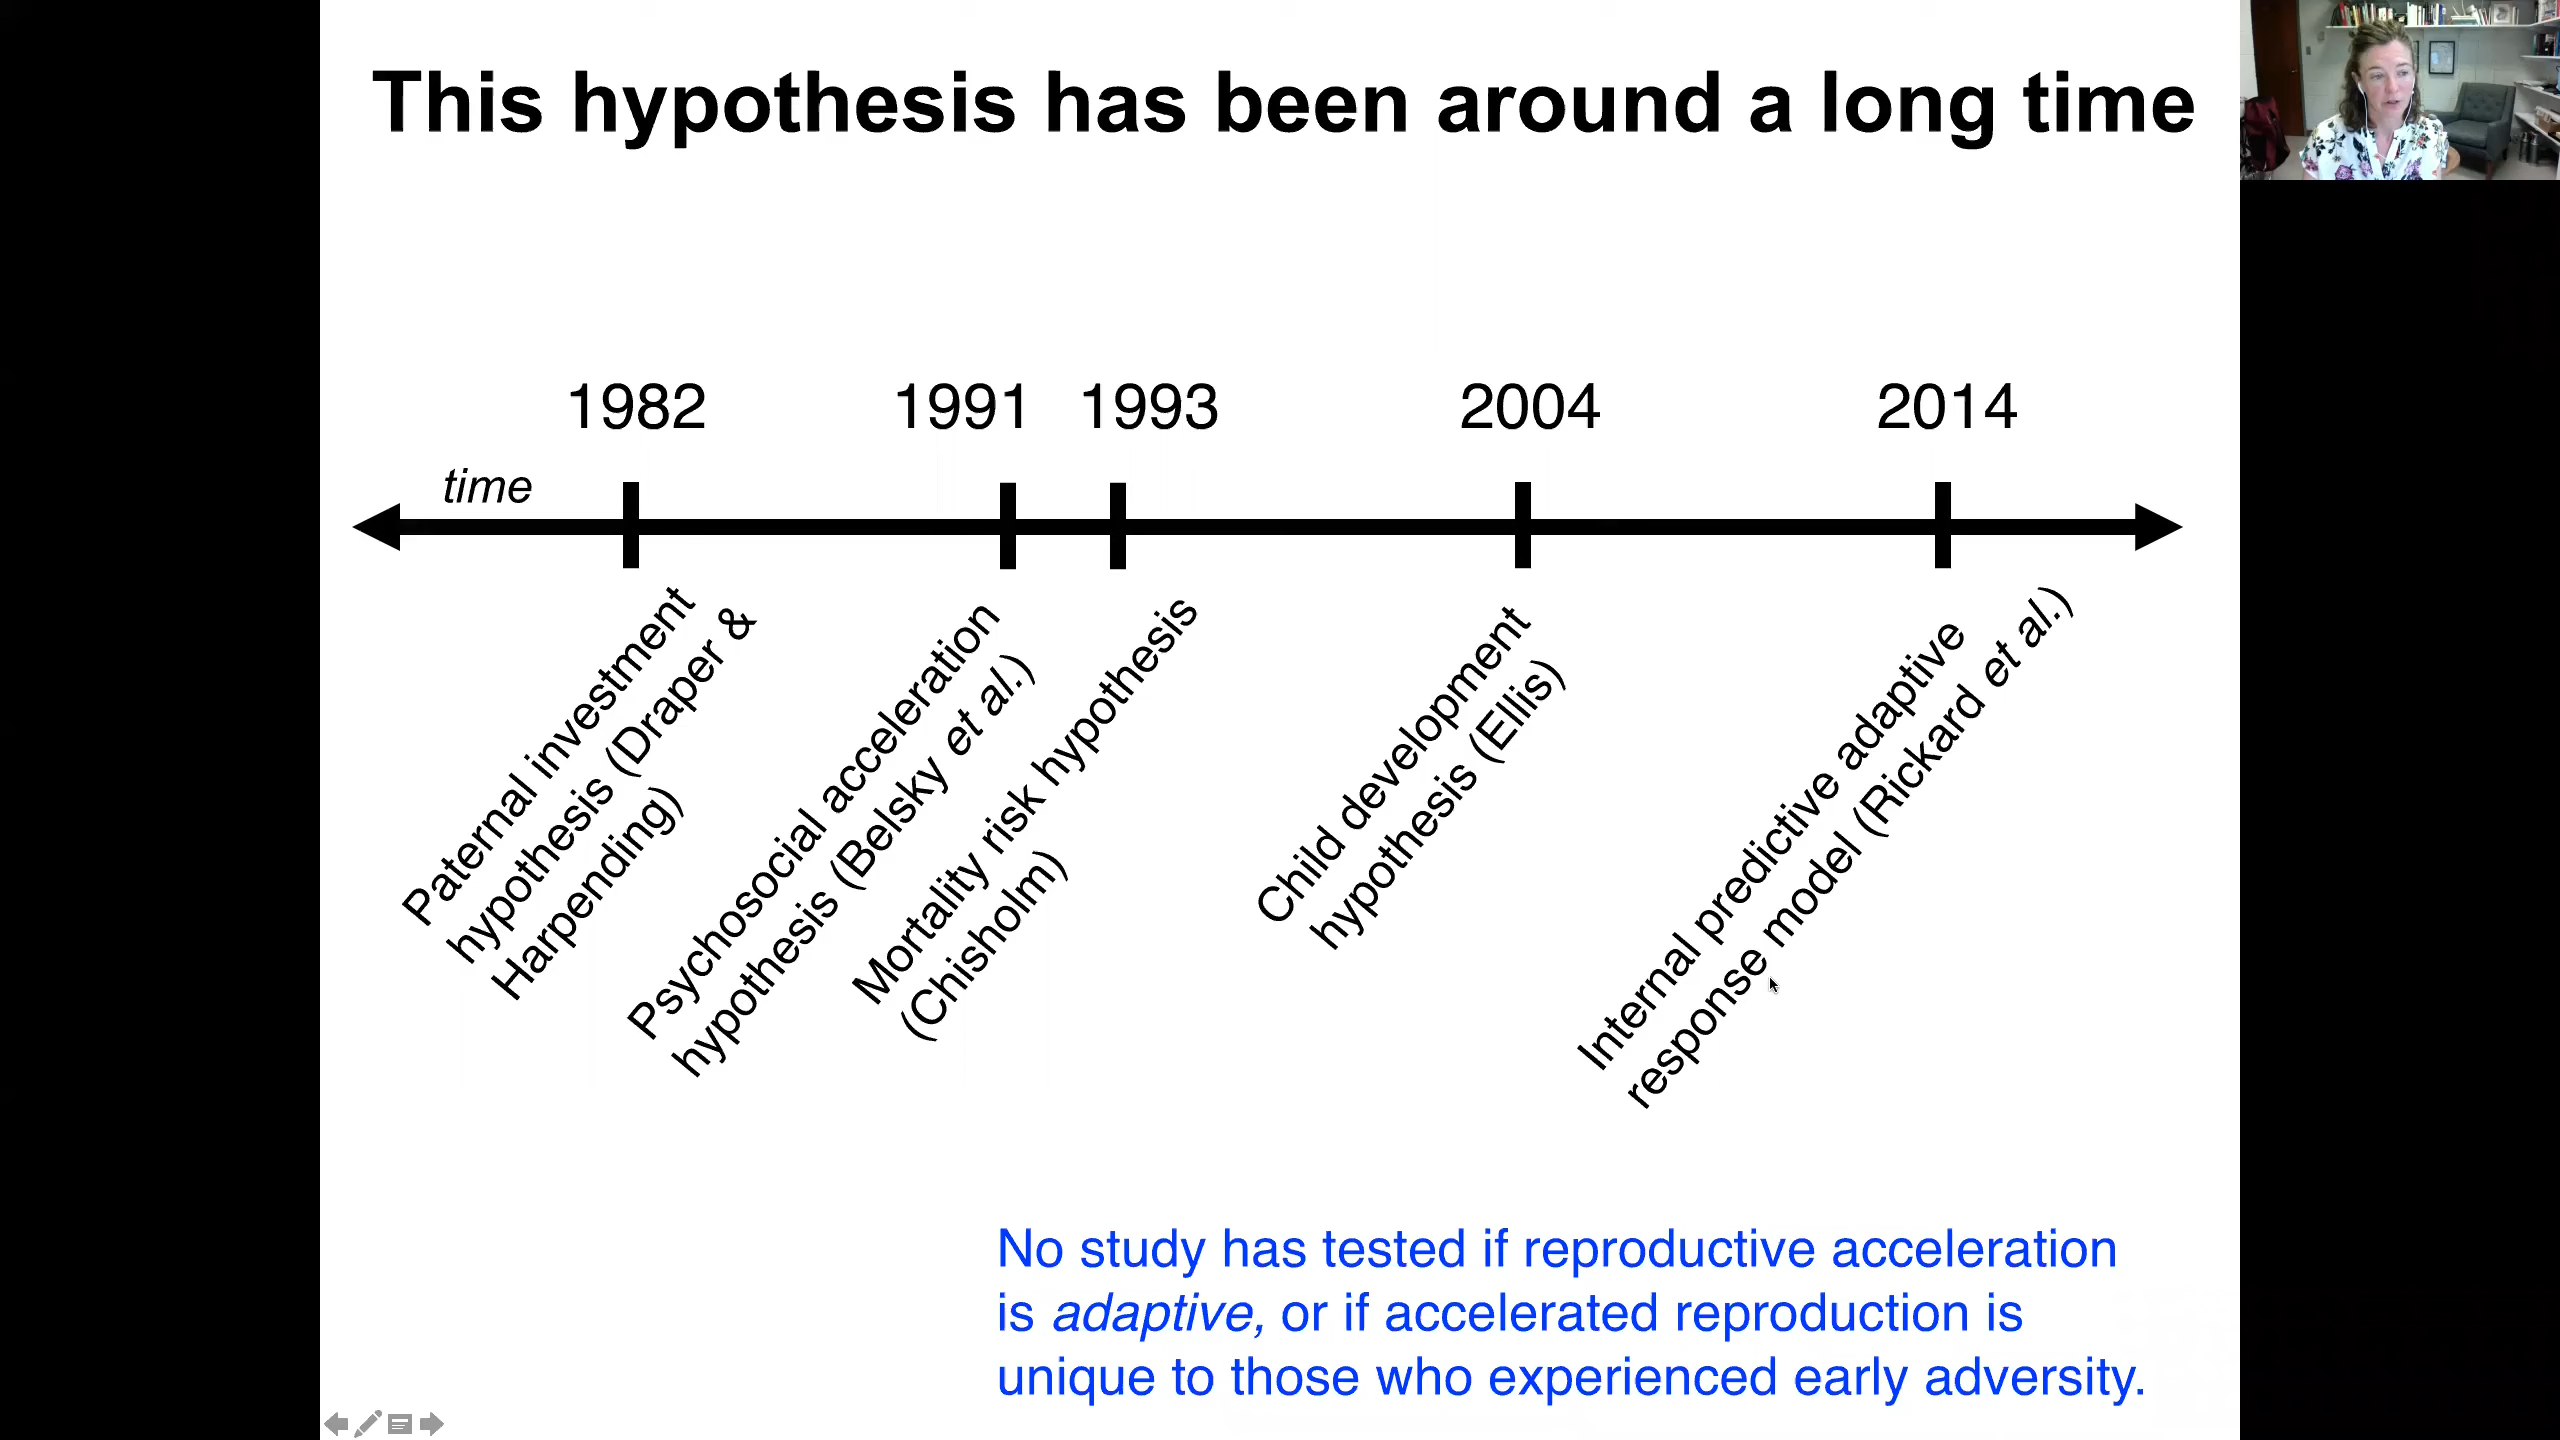 This hypothesis has been around a long time
1982
1991
1993
2004
2014
time
Paternal investment
hypothesis (Draper &
Harpending)
Psychosocial acceleration
hypothesis (Belsky et al.)
Mortality risk hypothesis
(Chisholm)
Child development
hypothesis (Ellis)
Internal predictive adaptive
response model (Rickard et al.)
No study has tested if reproductive acceleration
is adaptive, or if accelerated reproduction is
unique to those who experienced early adversity.